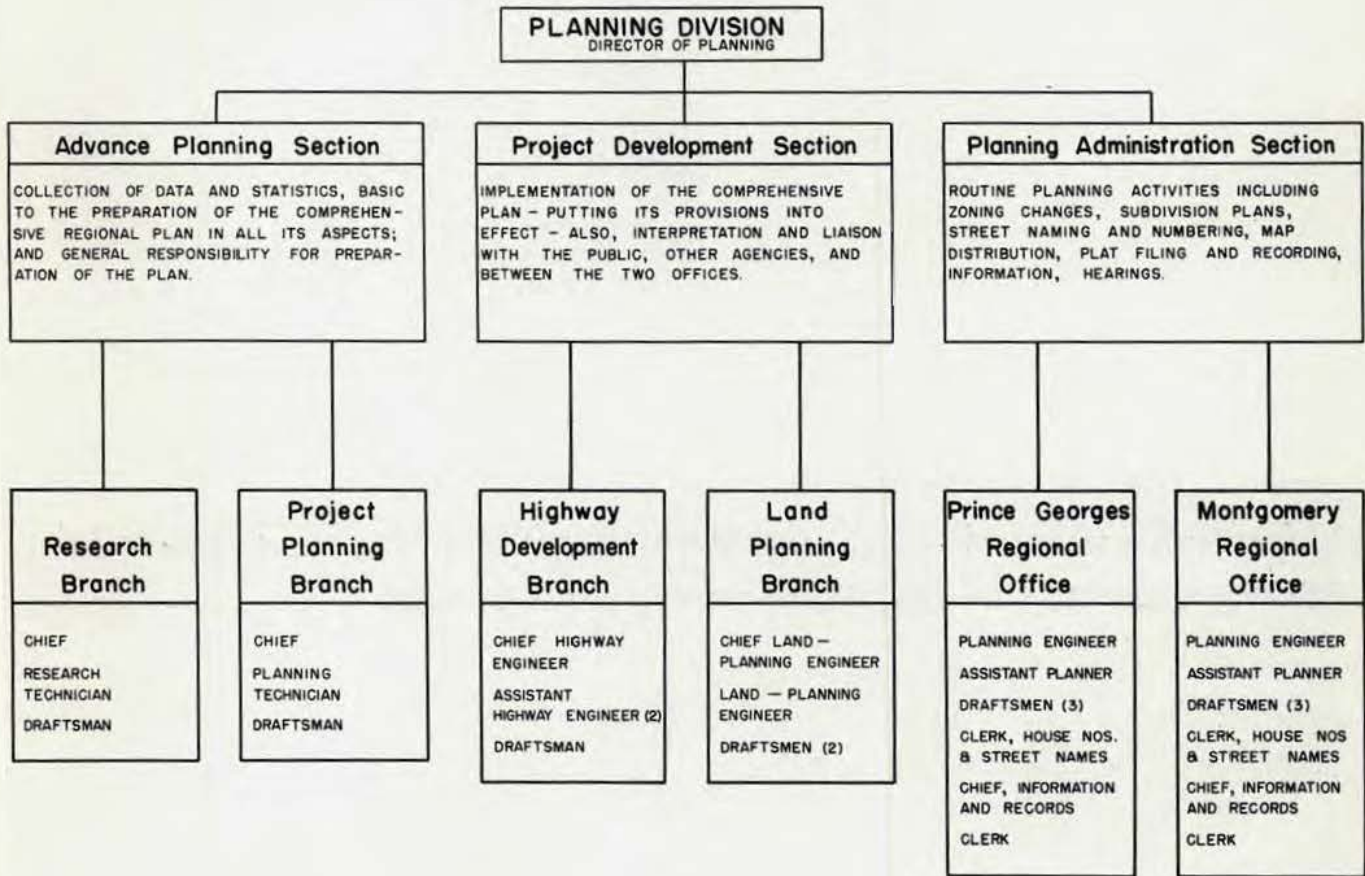 PLANNING DIVISION
DIRECTOR OF PLANNING
Advance Planning Section
COLLECTION OF DATA AND STATISTICS, BASIC
TO THE PREPARATION OF THE COMPREHEN-
SIVE REGIONAL PLAN IN ALL ITS ASPECTS;
AND GENERAL RESPONSIBILITY FOR PREPAR-
ATION OF THE PLAN.
Project Development Section
IMPLEMENTATION OF THE COMPREHENSIVE
PLAN – PUTTING ITS PROVISIONS INTO
EFFECT – ALSO, INTERPRETATION AND LIAISON
WITH THE PUBLIC, OTHER AGENCIES, AND
BETWEEN THE TWO OFFICES.
Planning Administration Section
ROUTINE PLANNING ACTIVITIES INCLUDING
ZONING CHANGES, SUBDIVISION PLANS,
STREET NAMING AND NUMBERING, MAP
DISTRIBUTION, PLAT FILING AND RECORDING,
INFORMATION, HEARINGS.
Research
Branch
CHIEF
RESEARCH
TECHNICIAN
DRAFTSMAN
Project
Planning
Branch
CHIEF
PLANNING
TECHNICIAN
DRAFTSMAN
Highway
Development
Branch
CHIEF HIGHWAY
ENGINEER
ASSISTANT
HIGHWAY ENGINEER (2)
DRAFTSMAN
Land
Planning
Branch
CHIEF LAND –
PLANNING ENGINEER
LAND – PLANNING
ENGINEER
DRAFTSMEN (2)
Prince Georges
Regional
Office
PLANNING ENGINEER
ASSISTANT PLANNER
DRAFTSMEN (3)
CLERK, HOUSE NOS.
& STREET NAMES
CHIEF, INFORMATION
AND RECORDS
CLERK
Montgomery
Regional
Office
PLANNING ENGINEER
ASSISTANT PLANNER
DRAFTSMEN (3)
CLERK, HOUSE NOS
& STREET NAMES
CHIEF, INFORMATION
AND RECORDS
CLERK